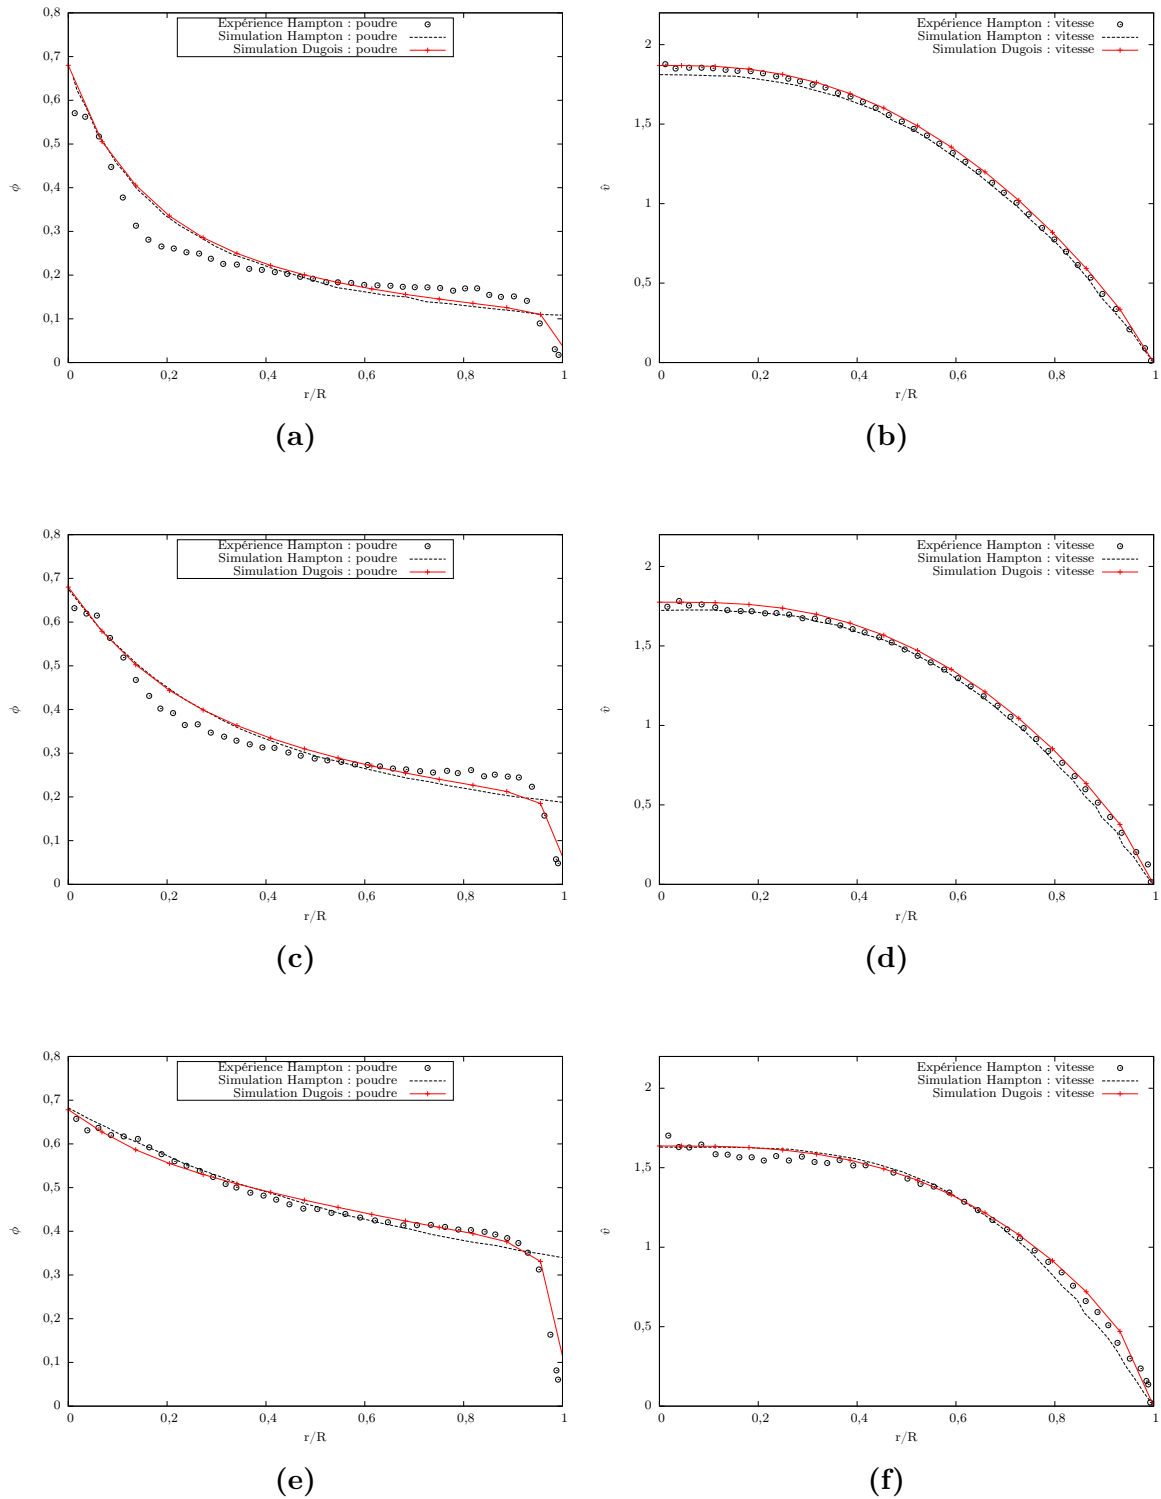 0,8
0,7
0,6
0,5
0,4
0,3
0,2
0,1
0
ϕ
Expérience Hampton : poudre
Simulation Hampton : poudre
Simulation Dugois : poudre
0 0,2 0,4 0,6 0,8 1
r/R
(a)
2
1,5
1
0,5
0
v̂
Expérience Hampton : vitesse
Simulation Hampton : vitesse
Simulation Dugois : vitesse
0 0,2 0,4 0,6 0,8 1
r/R
(b)
0,8
0,7
0,6
0,5
0,4
0,3
0,2
0,1
0
ϕ
Expérience Hampton : poudre
Simulation Hampton : poudre
Simulation Dugois : poudre
0 0,2 0,4 0,6 0,8 1
r/R
(c)
2
1,5
1
0,5
0
v̂
Expérience Hampton : vitesse
Simulation Hampton : vitesse
Simulation Dugois : vitesse
0 0,2 0,4 0,6 0,8 1
r/R
(d)
0,8
0,7
0,6
0,5
0,4
0,3
0,2
0,1
0
ϕ
Expérience Hampton : poudre
Simulation Hampton : poudre
Simulation Dugois : poudre
0 0,2 0,4 0,6 0,8 1
r/R
(e)
2
1,5
1
0,5
0
v̂
Expérience Hampton : vitesse
Simulation Hampton : vitesse
Simulation Dugois : vitesse
0 0,2 0,4 0,6 0,8 1
r/R
(f)